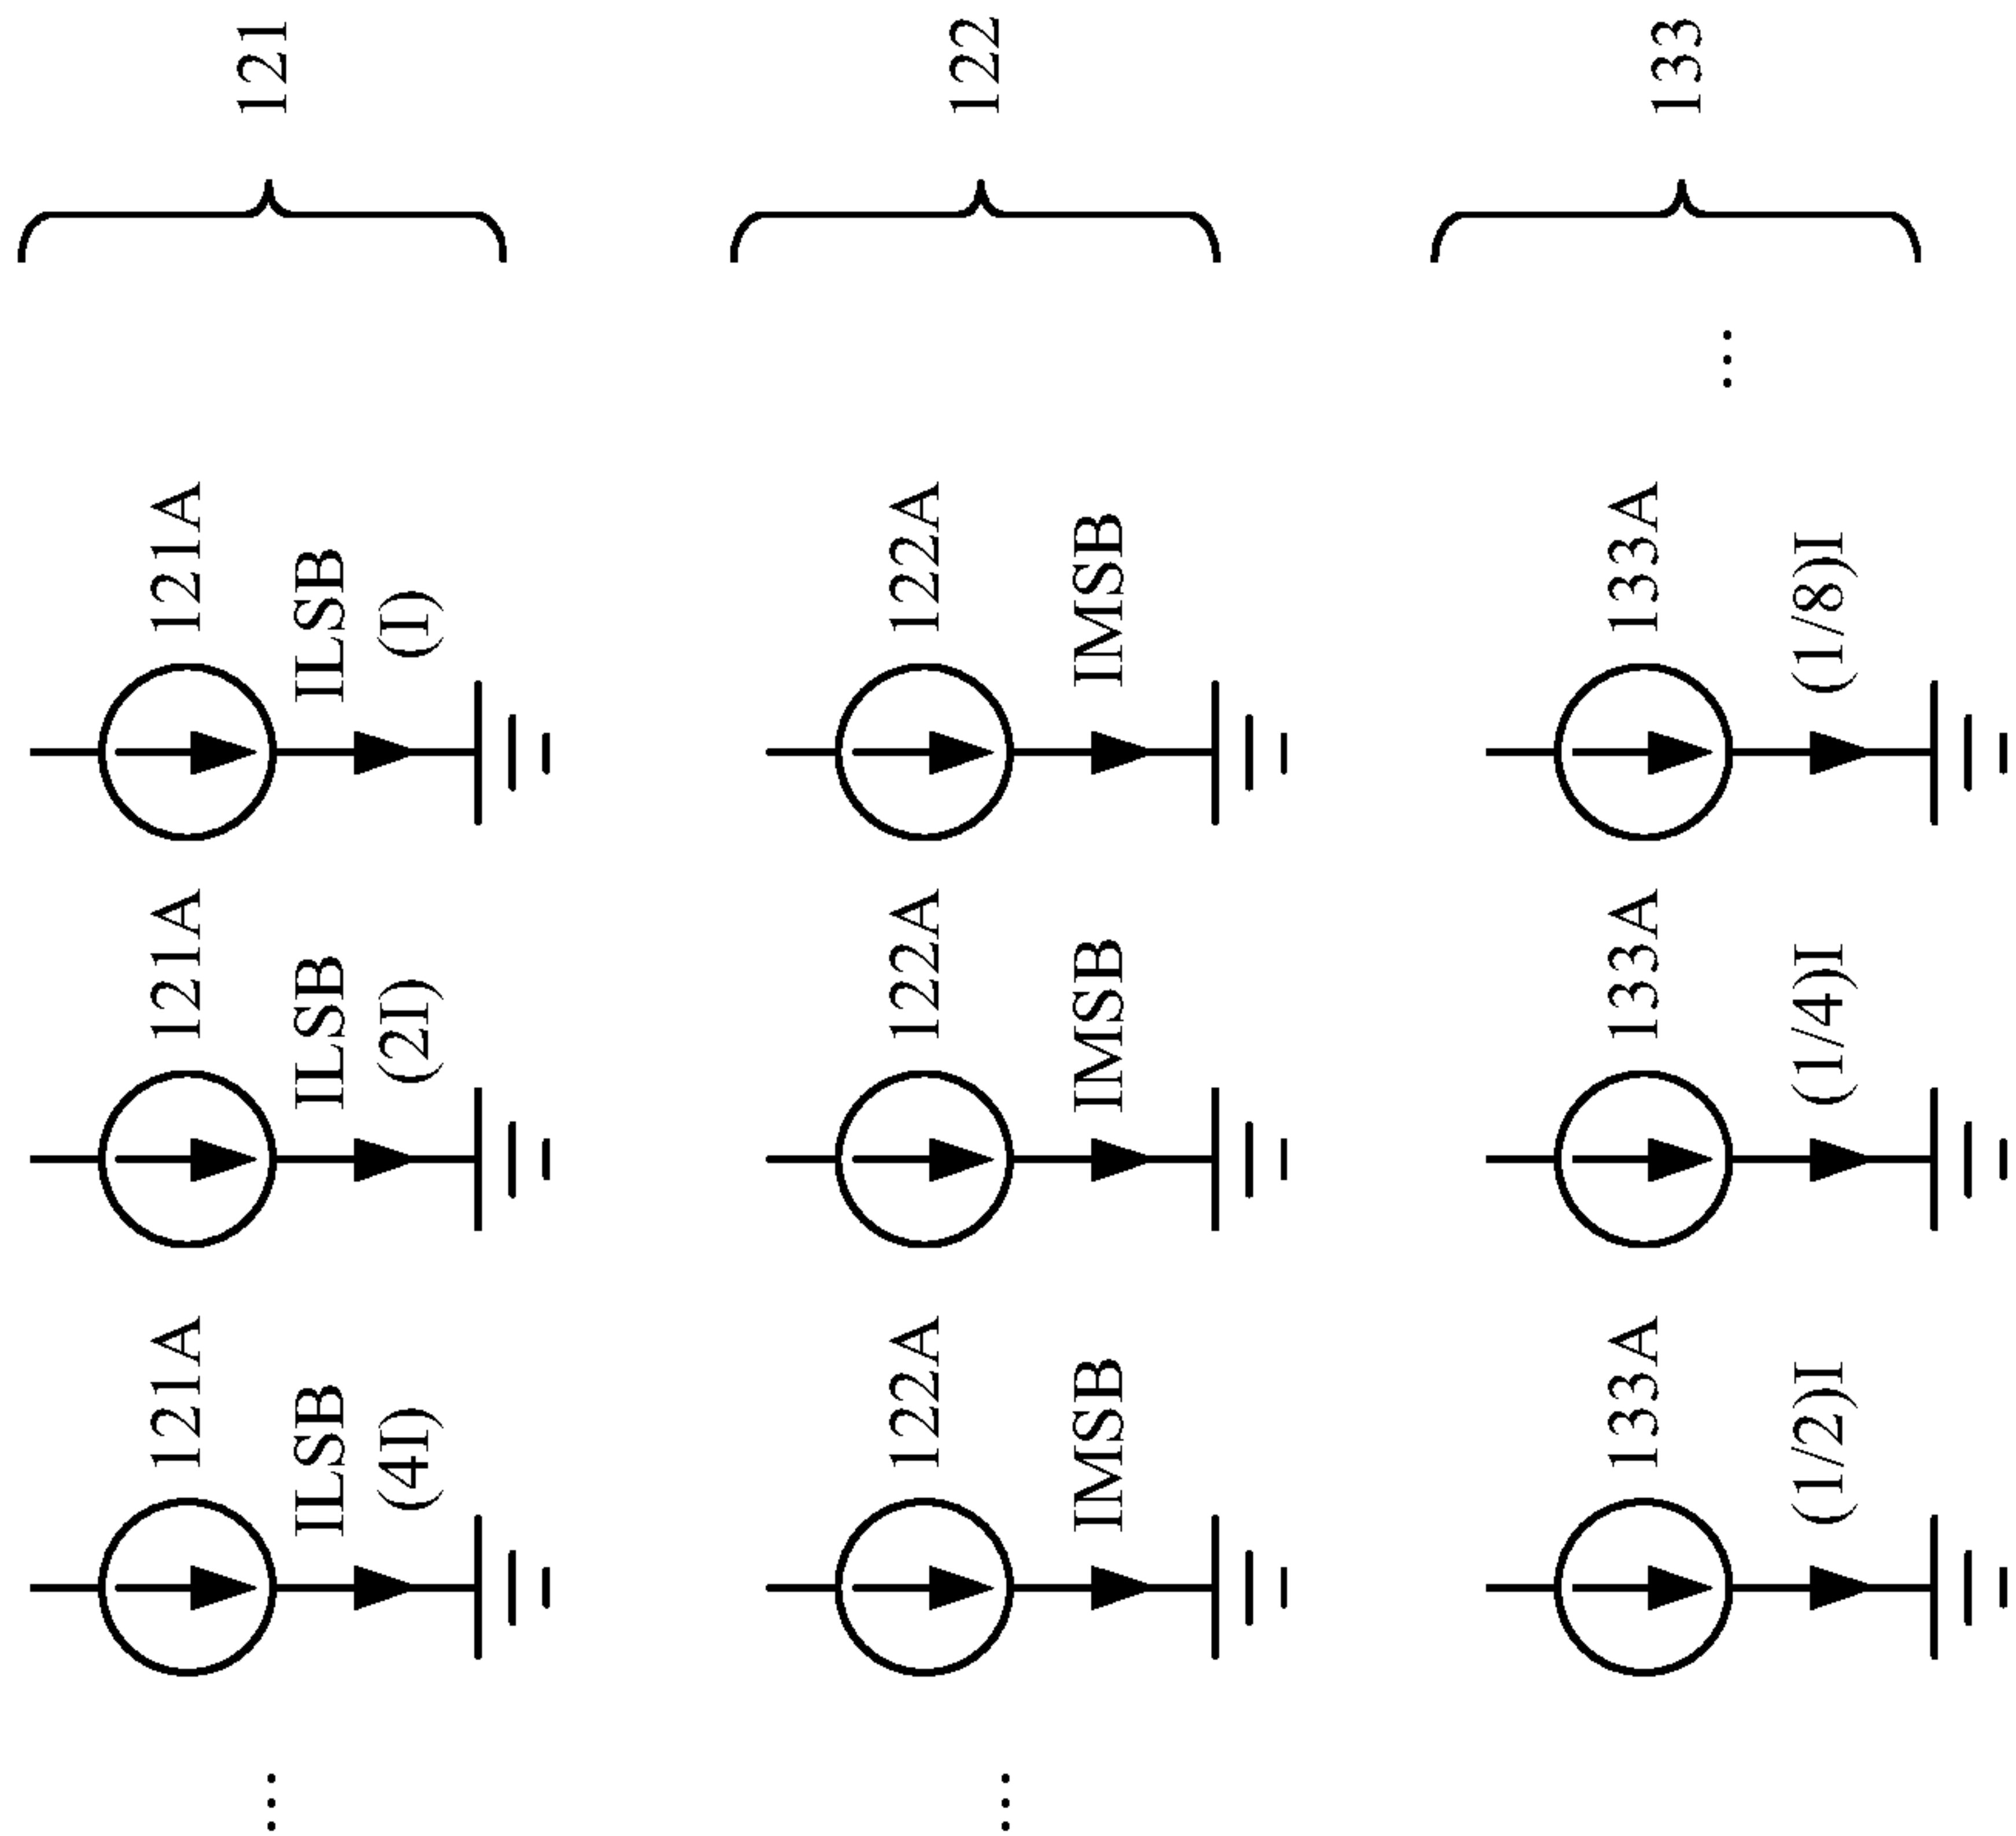 121A
ILSB
(4I)
121A
ILSB
(2I)
121A
ILSB
(I)
121
...
122A
IMSB
122A
IMSB
122A
IMSB
122
...
133A
(1/2)I
133A
(1/4)I
133A
(1/8)I
...
133